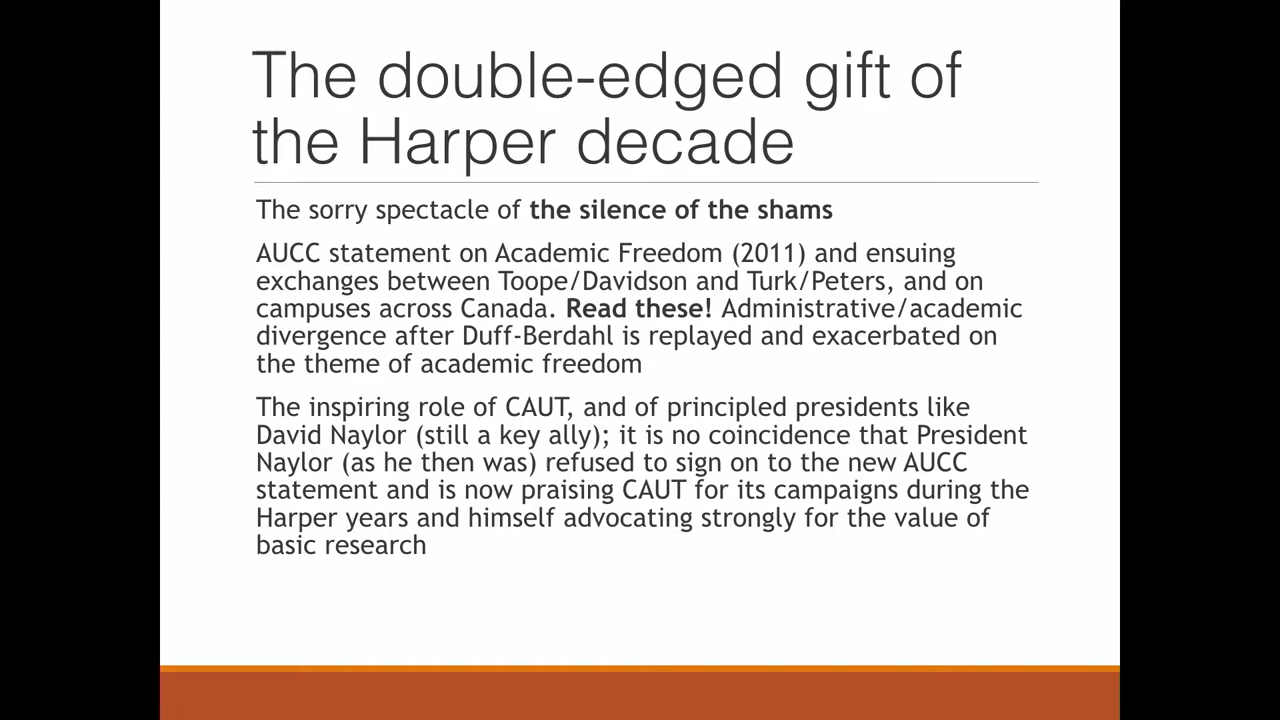 The double-edged gift of
the Harper decade
The sorry spectacle of the silence of the shams
AUCC statement on Academic Freedom (2011) and ensuing
exchanges between Toope/Davidson and Turk/Peters, and on
campuses across Canada. Read these! Administrative/academic
divergence after Duff-Berdahl is replayed and exacerbated on
the theme of academic freedom
The inspiring role of CAUT, and of principled presidents like
David Naylor (still a key ally); it is no coincidence that President
Naylor (as he then was) refused to sign on to the new AUCC
statement and is now praising CAUT for its campaigns during the
Harper years and himself advocating strongly for the value of
basic research